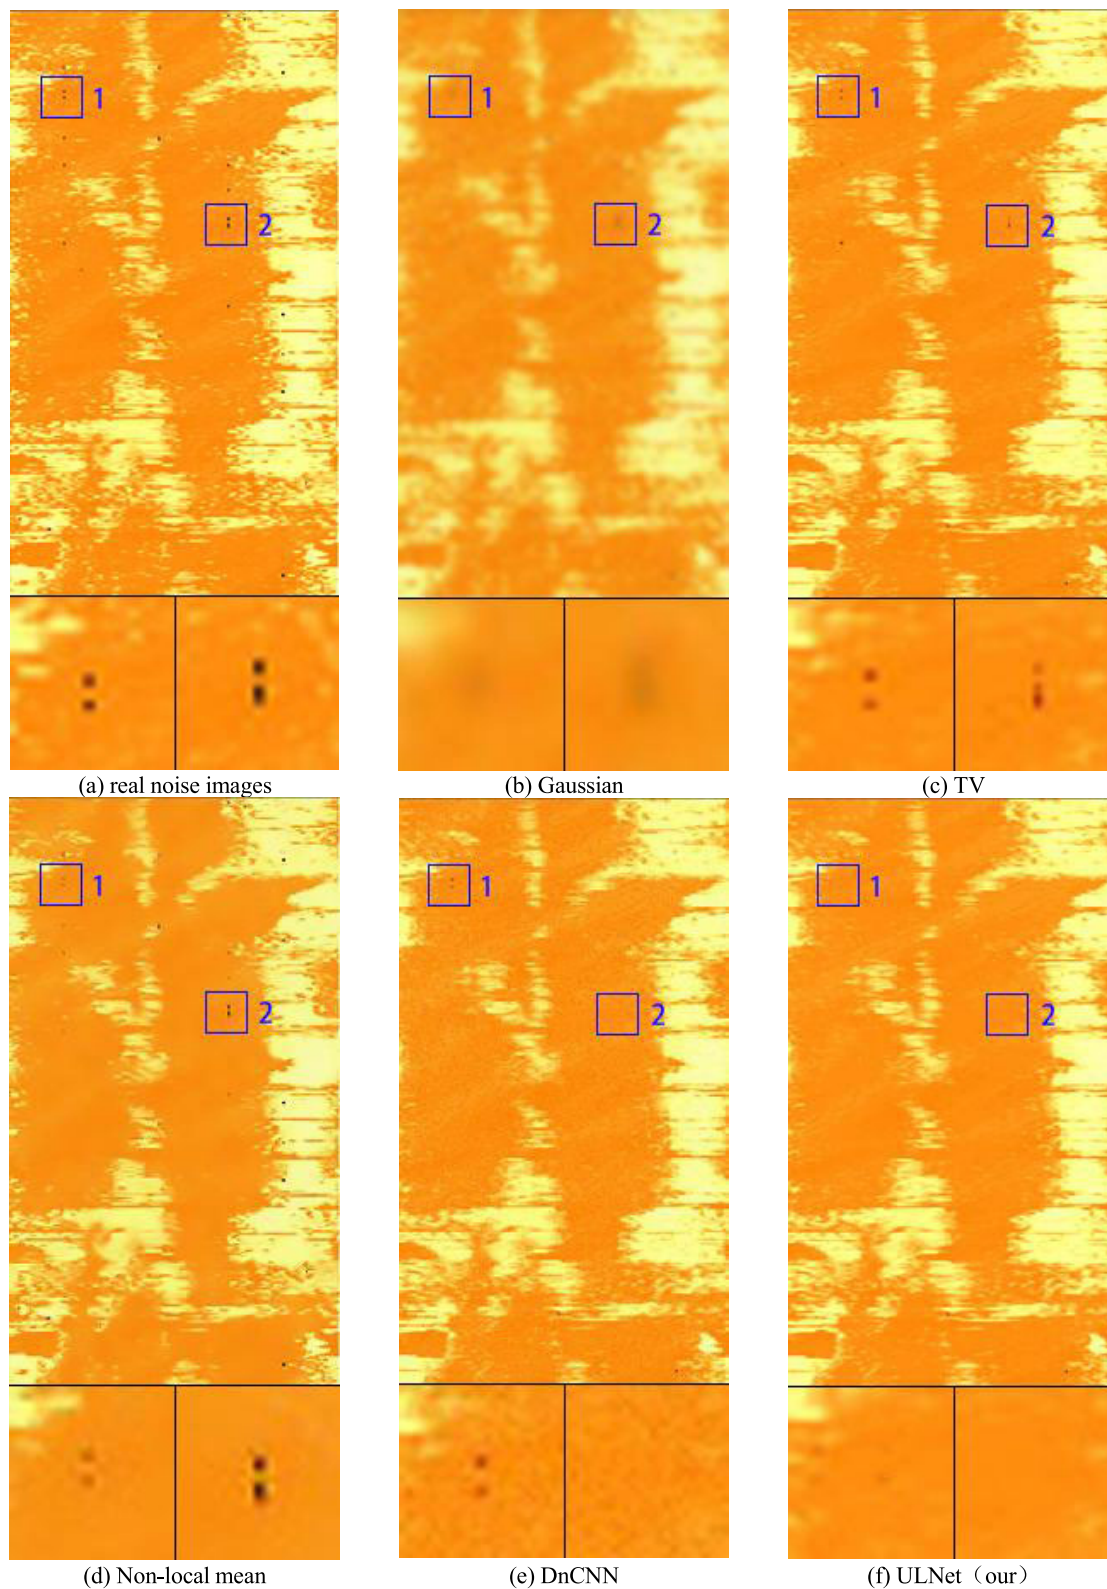 1
2
1
2
1
2
(a) real noise images
(b) Gaussian
(c) TV
1
2
1
2
1
2
(d) Non-local mean
(e) DnCNN
(f) ULNet（our）